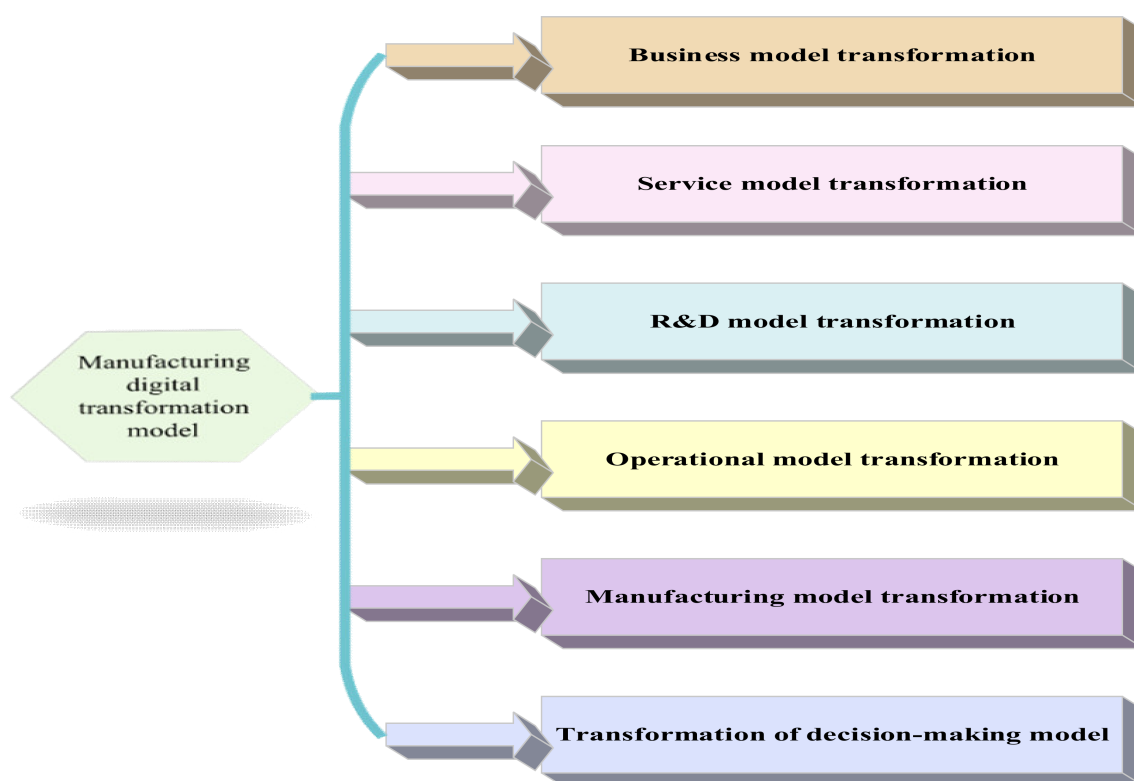 Business model transformation
Service model transformation
R&D model transformation
Manufacturing
digital
transformation
model
Operational model transformation
Manufacturing model transformation
Transformation of decision-making model